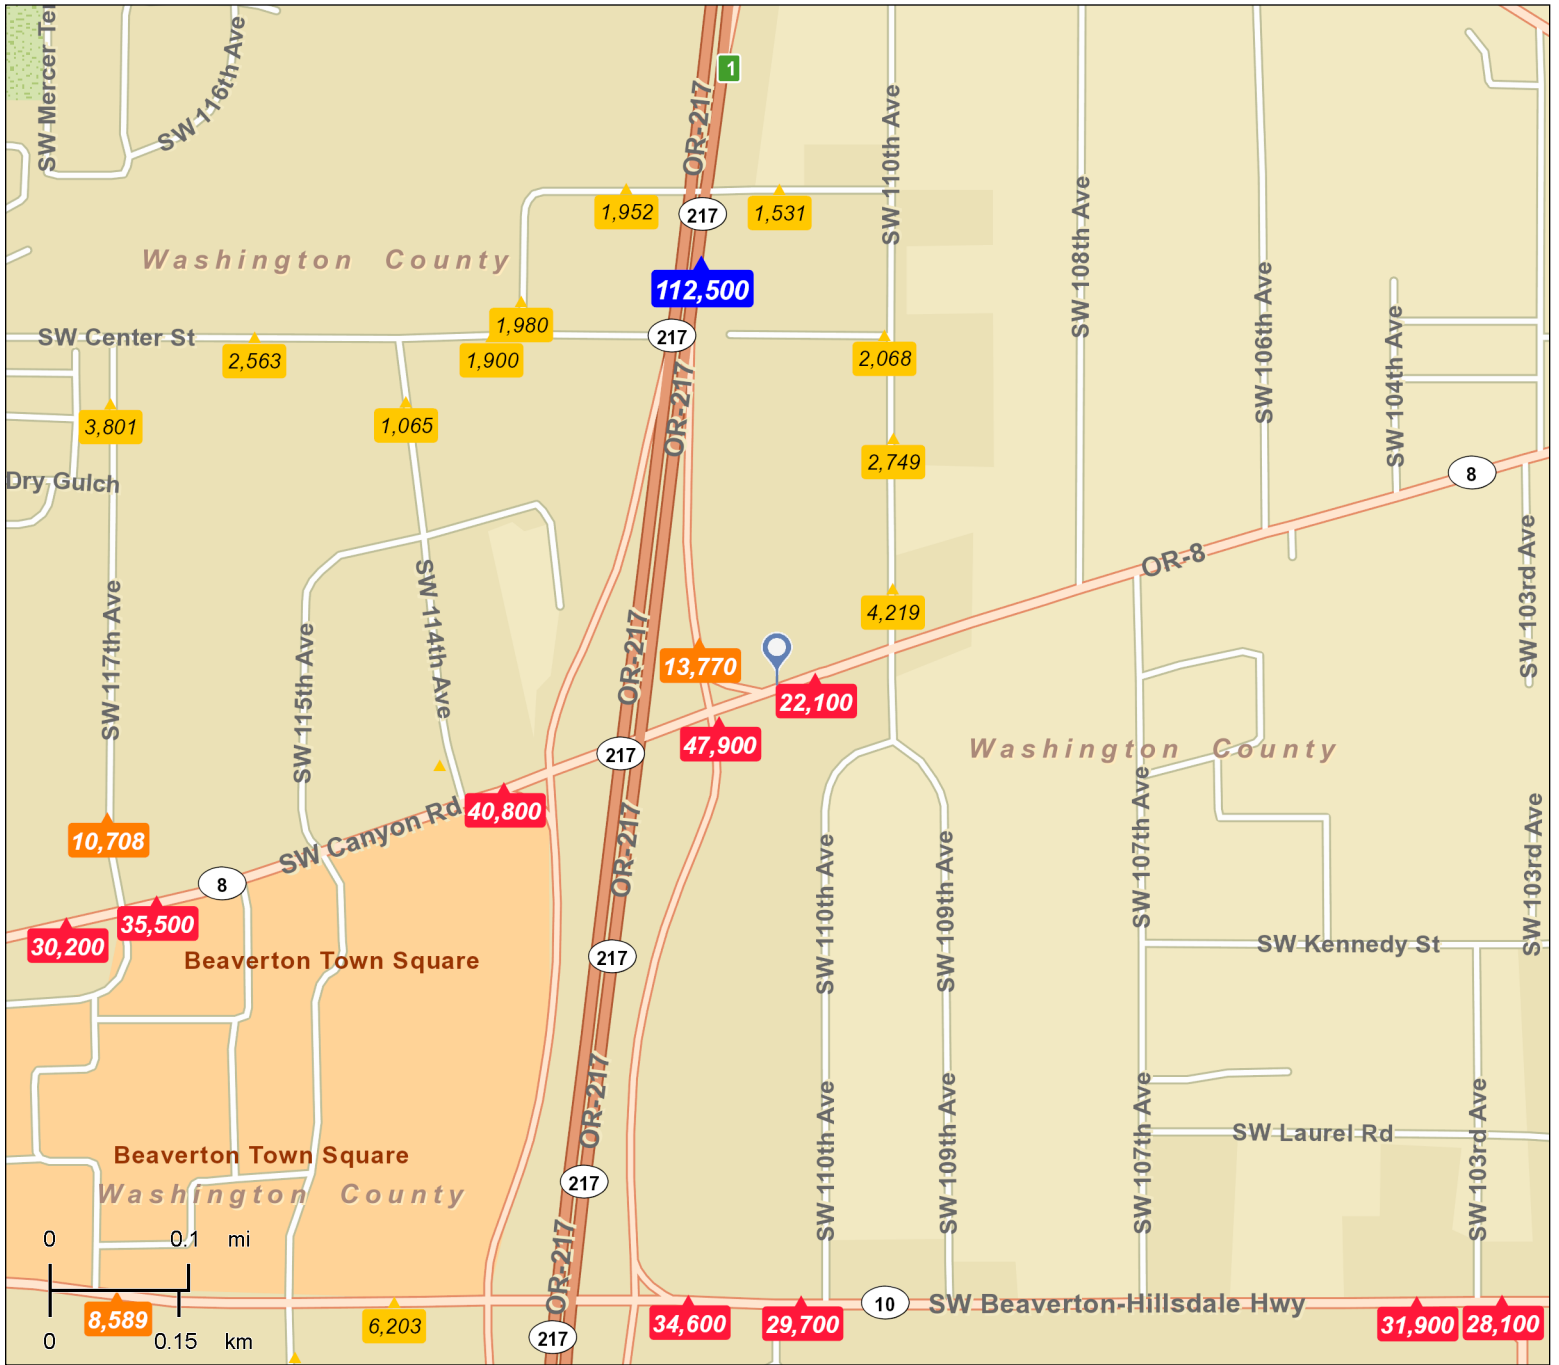 SW Mercer Ter
SW 116th Ave
OR-217
1
SW 110th Ave
1,952
217
1,531
SW 108th Ave
Washington County
112,500
SW 106th Ave
SW 104th Ave
SW Center St
2,563
1,980
1,900
217
2,068
3,801
1,065
OR-217
2,749
8
Dry Gulch
SW 117th Ave
SW 115th Ave
SW 114th Ave
OR-217
13,770
4,219
OR-8
SW 103rd Ave
22,100
47,900
217
Washington County
10,708
40,800
SW Canyon Rd
8
OR-217
SW 110th Ave
SW 109th Ave
SW 107th Ave
SW 103rd Ave
35,500
30,200
Beaverton Town Square
217
SW Kennedy St
OR-217
SW 110th Ave
SW 109th Ave
SW 107th Ave
SW 103rd Ave
SW Laurel Rd
Beaverton Town Square
Washington County
217
0 0.1 mi
OR-217
8,589
6,203
34,600
29,700
10
SW Beaverton-Hillsdale Hwy
31,900
28,100
0 0.15 km
217